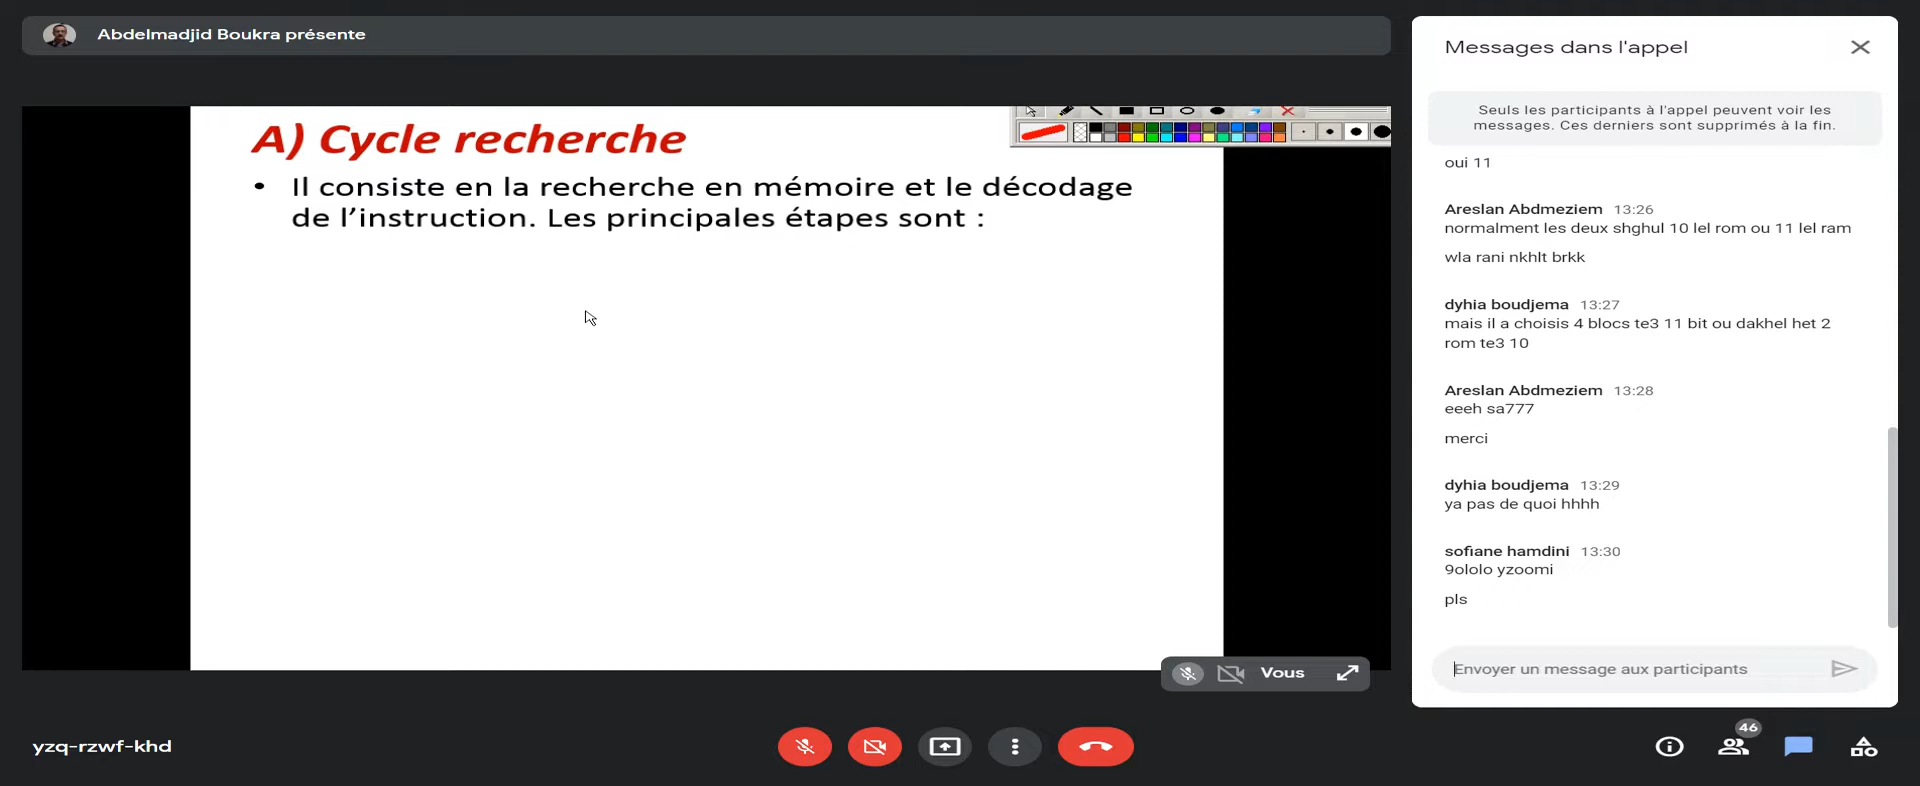 Abdelmadjid Boukra présente
A) Cycle recherche
• Il consiste en la recherche en mémoire et le décodage
de l'instruction. Les principales étapes sont :
Vous
yzq-rzwf-khd
Messages dans l'appel
Seuls les participants à l'appel peuvent voir les
messages. Ces derniers sont supprimés à la fin.
oui 11
Areslan Abdmeziem 13:26
normalment les deux shghul 10 lel rom ou 11 lel ram
wla rani nkhlt brkk
dyhia boudjema 13:27
mais il a choisis 4 blocs te3 11 bit ou dakhel het 2
rom te3 10
Areslan Abdmeziem 13:28
eeeh sa777
merci
dyhia boudjema 13:29
ya pas de quoi hhhh
sofiane hamdini 13:30
9ololo yzoomi
pls
Envoyer un message aux participants
46